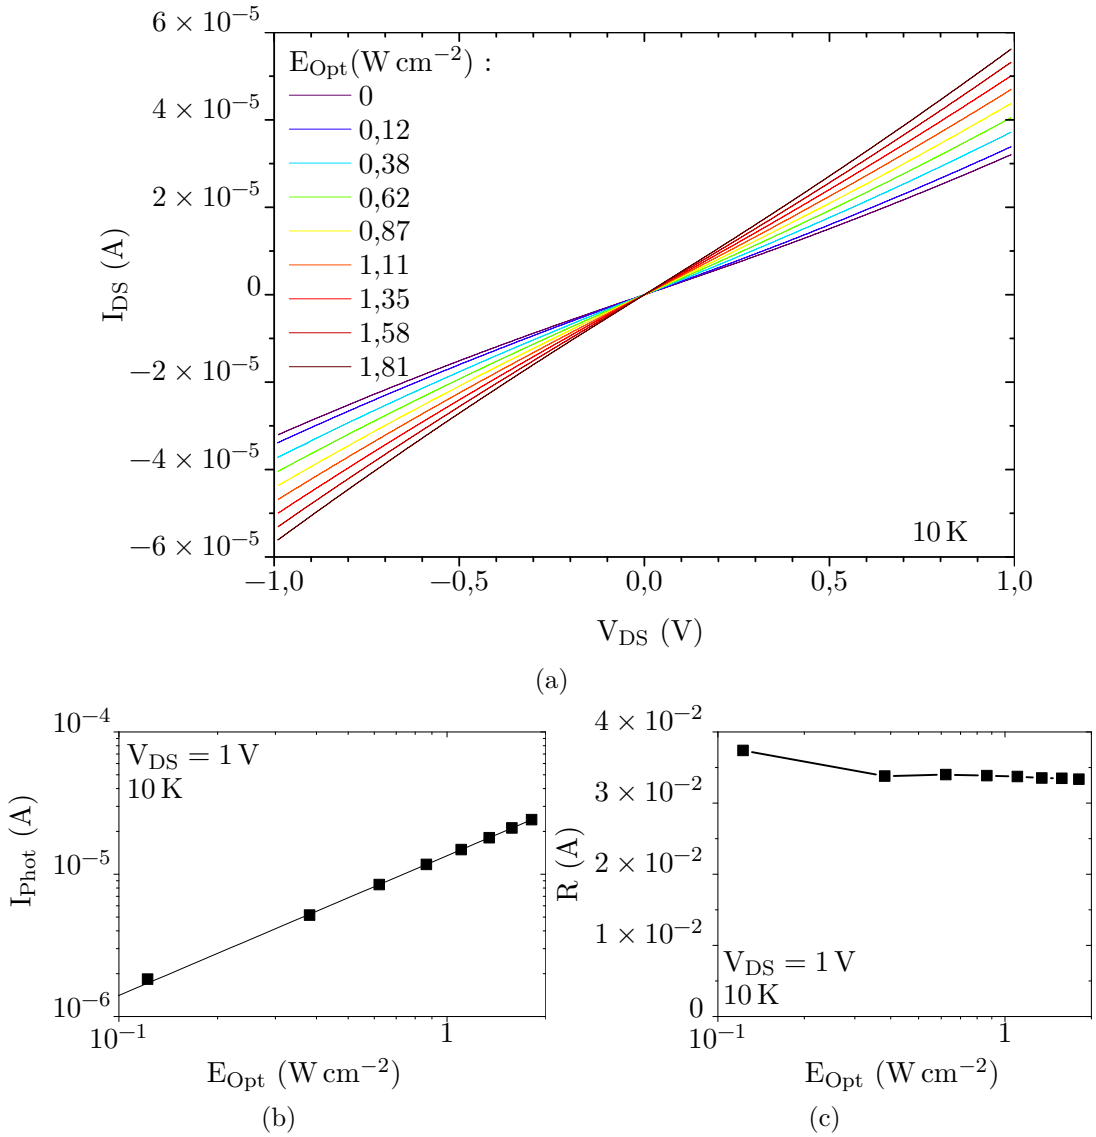 6 × 10⁻⁵
4 × 10⁻⁵
2 × 10⁻⁵
0
−2 × 10⁻⁵
−4 × 10⁻⁵
−6 × 10⁻⁵
I_DS (A)
E_Opt(W cm⁻²) :
0
0,12
0,38
0,62
0,87
1,11
1,35
1,58
1,81
10 K
−1,0 −0,5 0,0 0,5 1,0
V_DS (V)
(a)
10⁻⁴
10⁻⁵
10⁻⁶
I_Phot (A)
V_DS = 1 V
10 K
10⁻¹ 1
E_Opt (W cm⁻²)
(b)
4 × 10⁻²
3 × 10⁻²
2 × 10⁻²
1 × 10⁻²
0
R (A)
V_DS = 1 V
10 K
10⁻¹ 1
E_Opt (W cm⁻²)
(c)